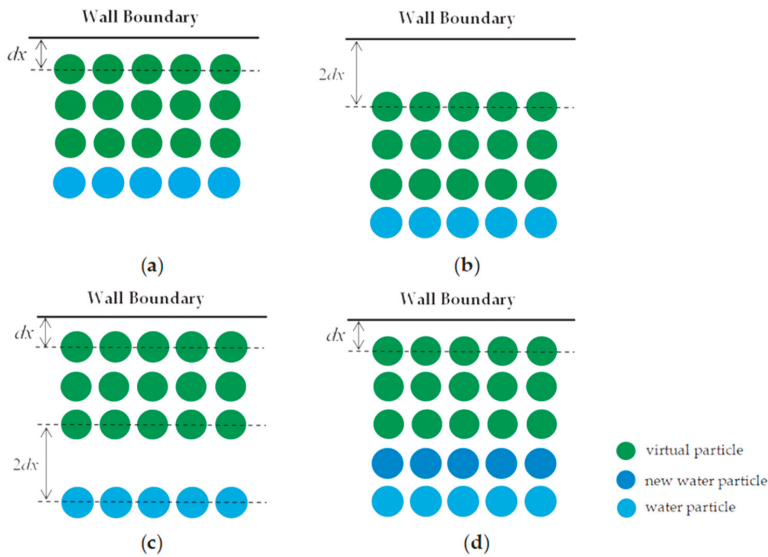 Wall Boundary
dx
(a)
Wall Boundary
2dx
(b)
Wall Boundary
dx
2dx
(c)
Wall Boundary
dx
(d)
virtual particle
new water particle
water particle